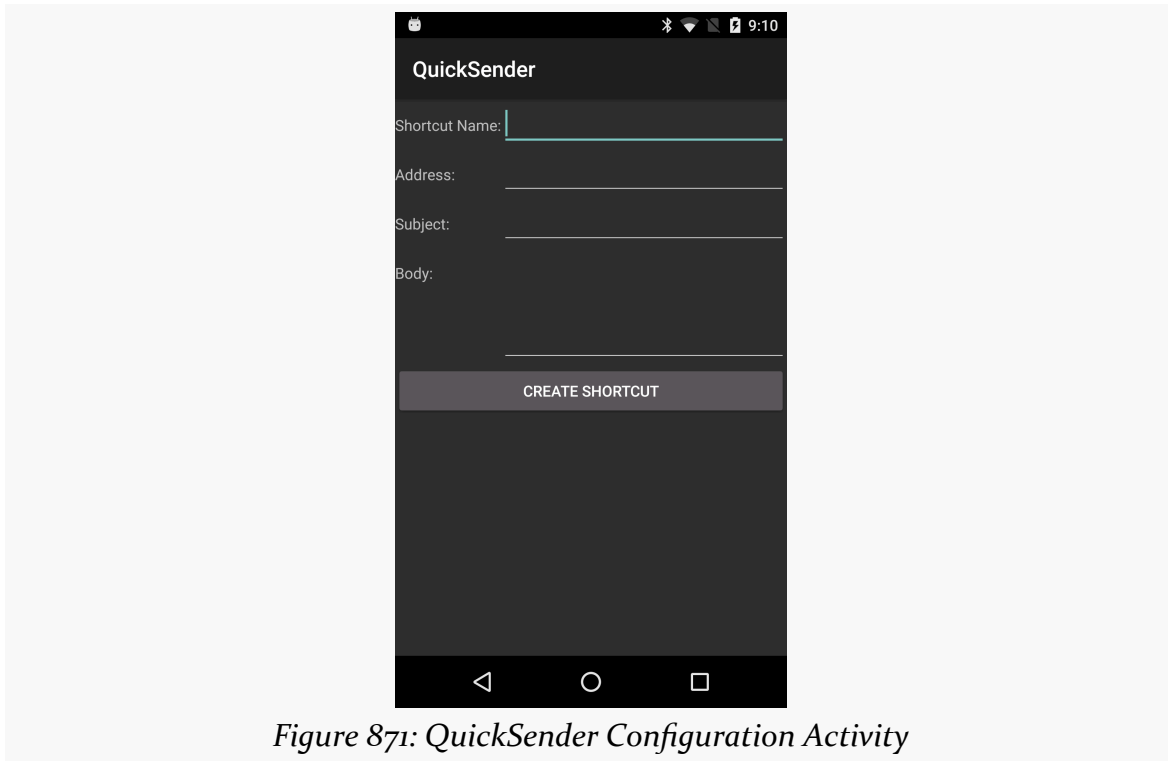 9:10
QuickSender
Shortcut Name:
Address:
Subject:
Body:
CREATE SHORTCUT
Figure 871: QuickSender Configuration Activity